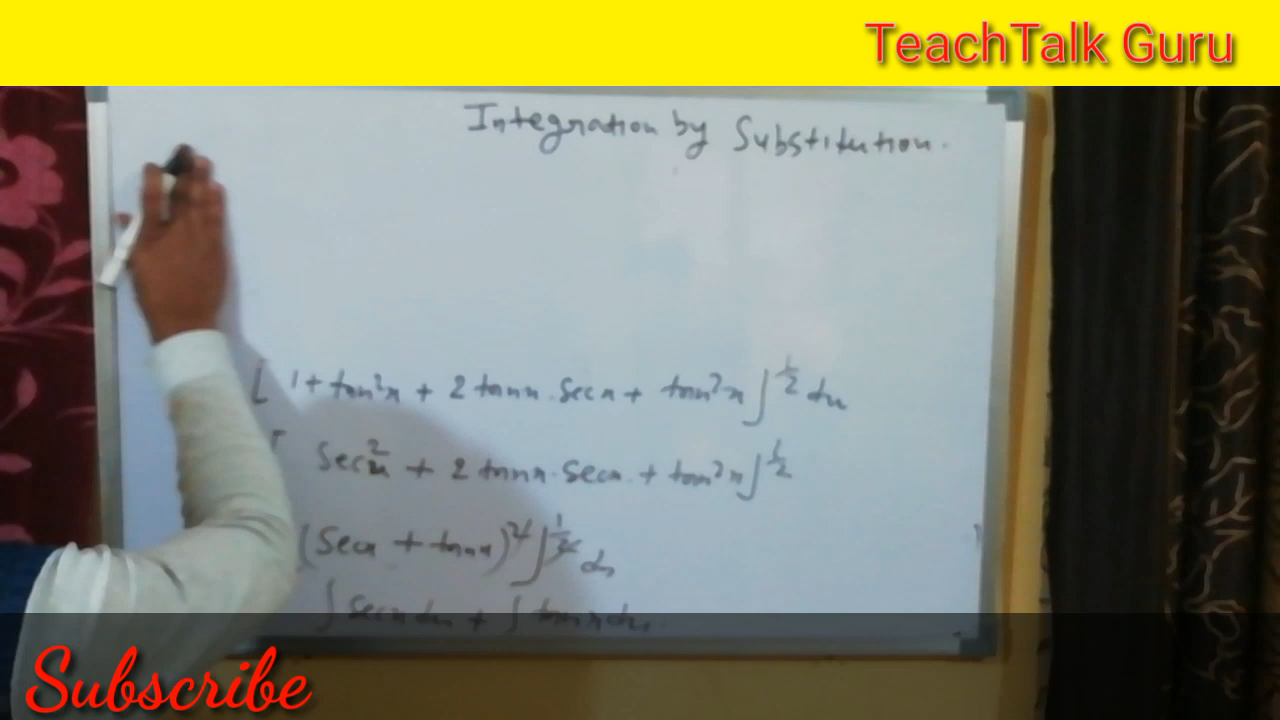 TeachTalk Guru
Integration by Substitution.
[ 1 + tan²x + 2 tanx . secx + tan²x ]^1/2 dx
[ sec²x + 2 tanx . secx . + tan²x ]^1/2
(secx + tanx)²]^1/2 dx
∫ secx dx + ∫ tanx dx.
Subscribe